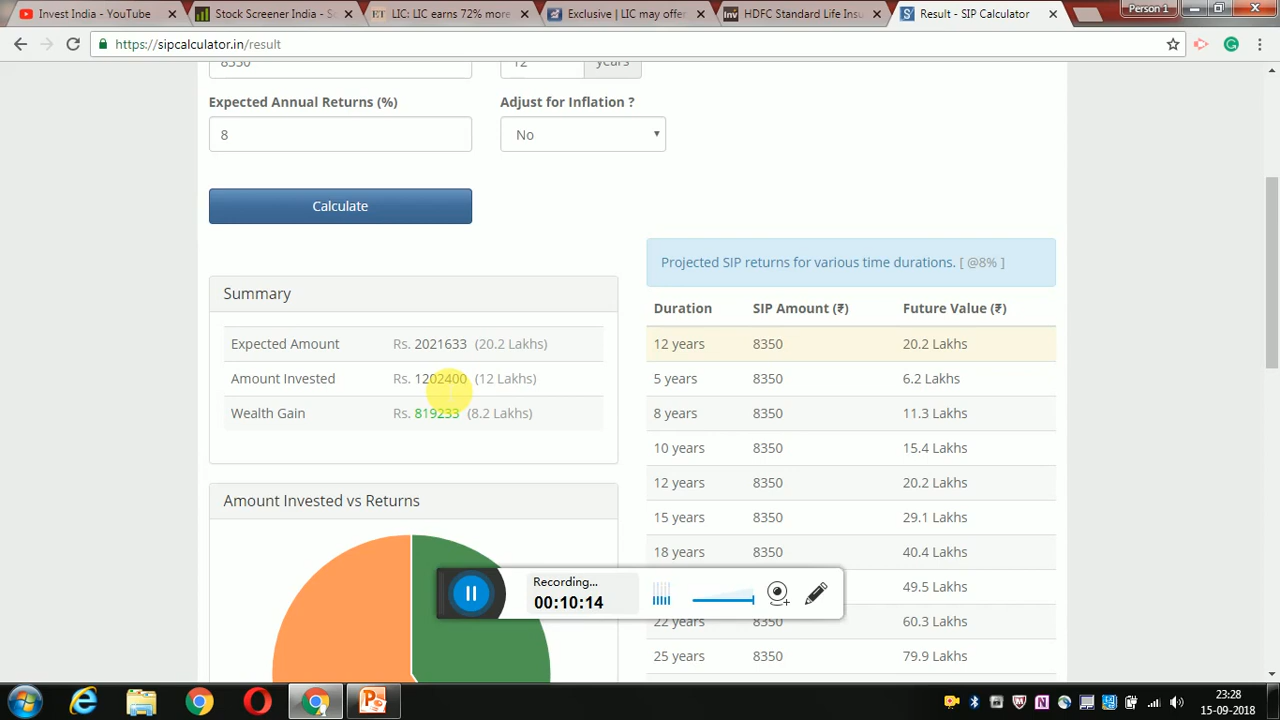 Invest India - YouTube
Stock Screener India - S
LIC: LIC earns 72% more
Exclusive | LIC may offer
HDFC Standard Life Insu
Result - SIP Calculator
Person 1
https://sipcalculator.in/result
8350 12 years
Expected Annual Returns (%) Adjust for Inflation ?
8 No
Calculate
Summary
Expected Amount Rs. 2021633 (20.2 Lakhs)
Amount Invested Rs. 1202400 (12 Lakhs)
Wealth Gain Rs. 819233 (8.2 Lakhs)
Amount Invested vs Returns
Projected SIP returns for various time durations. [ @8% ]
Duration SIP Amount (₹) Future Value (₹)
12 years 8350 20.2 Lakhs
5 years 8350 6.2 Lakhs
8 years 8350 11.3 Lakhs
10 years 8350 15.4 Lakhs
12 years 8350 20.2 Lakhs
15 years 8350 29.1 Lakhs
18 years 8350 40.4 Lakhs
49.5 Lakhs
22 years 8350 60.3 Lakhs
25 years 8350 79.9 Lakhs
Recording...
00:10:14
23:28
15-09-2018